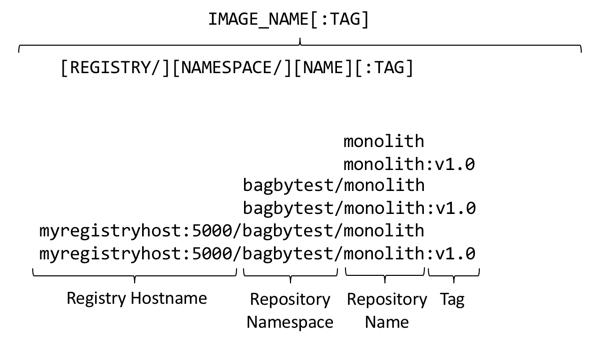 IMAGE_NAME[:TAG]
[REGISTRY/][NAMESPACE/][NAME][:TAG]
monolith
monolith:v1.0
bagbytest/monolith
bagbytest/monolith:v1.0
myregistryhost:5000/bagbytest/monolith
myregistryhost:5000/bagbytest/monolith:v1.0
Registry Hostname
Repository Namespace
Repository Name
Tag